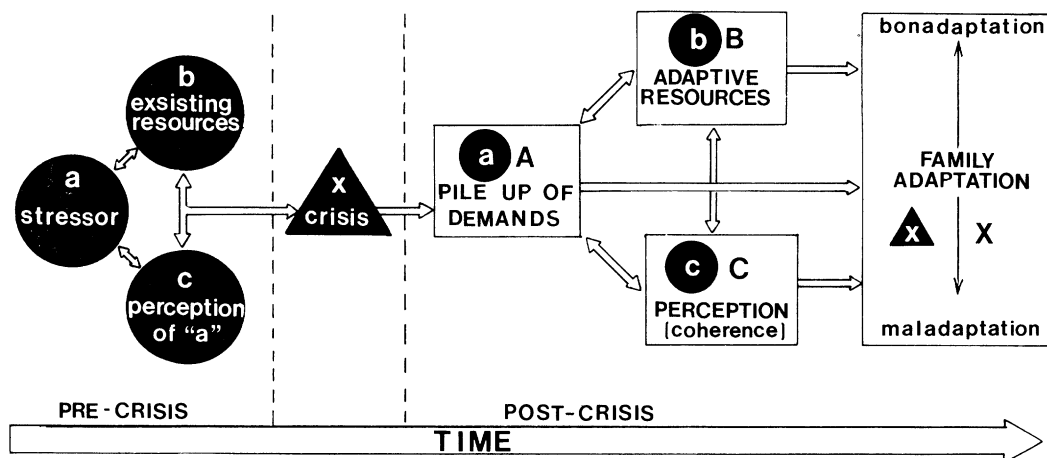 b
exsisting
resources
a
stressor
c
perception
of “a”
x
crisis
a A
PILE UP OF
DEMANDS
b B
ADAPTIVE
RESOURCES
c C
PERCEPTION
(coherence)
bonadaptation
FAMILY
ADAPTATION
x X
maladaptation
PRE-CRISIS
POST-CRISIS
TIME